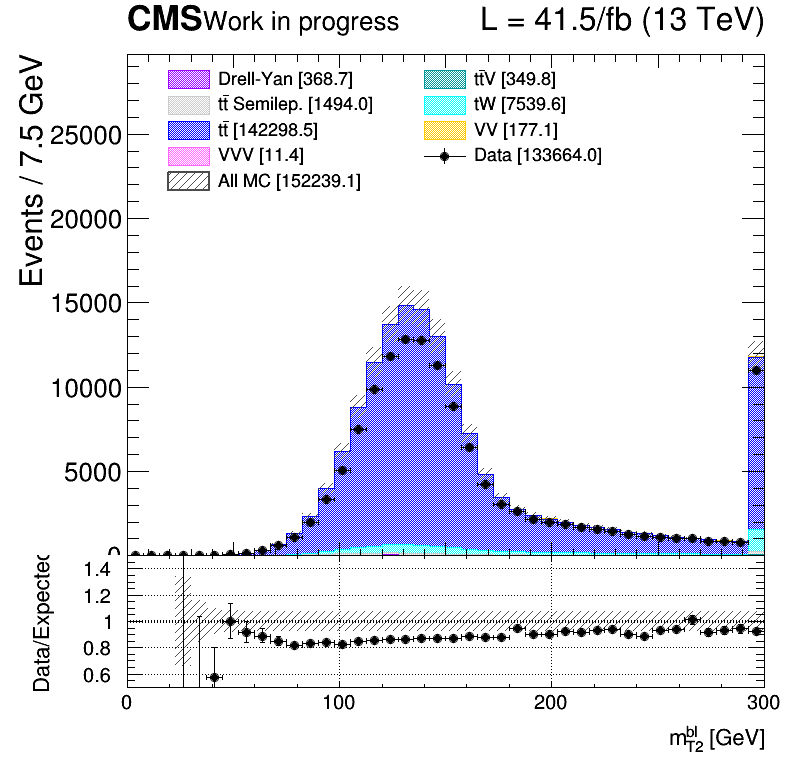 CMS Work in progress L = 41.5/fb (13 TeV)
Events / 7.5 GeV
Drell-Yan [368.7]
tt̄V [349.8]
tt̄ Semilep. [1494.0]
tW [7539.6]
tt̄ [142298.5]
VV [177.1]
VVV [11.4]
Data [133664.0]
All MC [152239.1]
25000
20000
15000
10000
5000
0
Data/Expected
1.4
1.2
1
0.8
0.6
0 100 200 300
m_{T2}^{bl} [GeV]